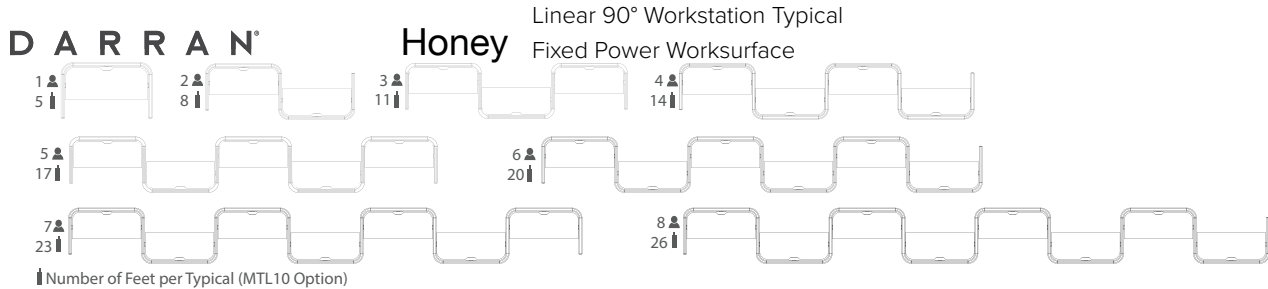 Linear 90° Workstation Typical
DARRAN® Honey Fixed Power Worksurface
1 2 3 4
5 8 11 14
5 6
17 20
7 8
23 26
Number of Feet per Typical (MTL10 Option)